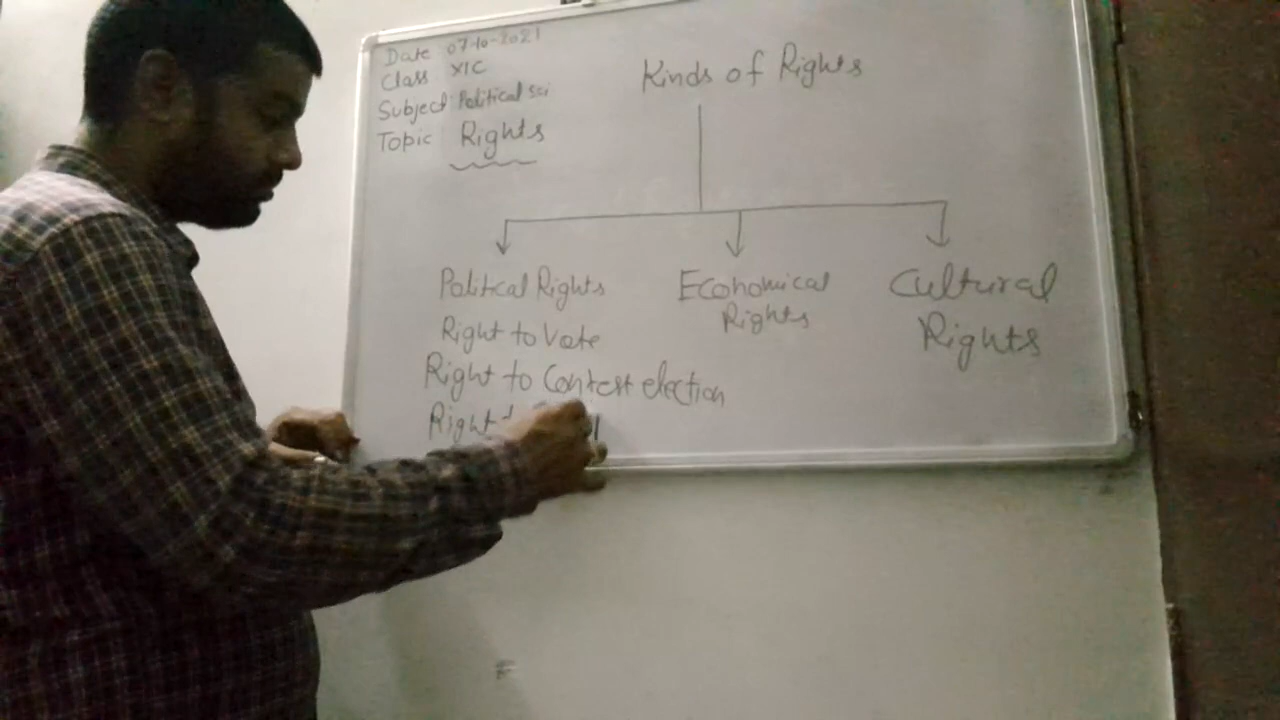 Date 07-10-2021
Class XIC
Subject Political Sci
Topic Rights
Kinds of Rights
Political Rights
Right to Vote
Right to Contest election
Right
Economical
Rights
Cultural
Rights